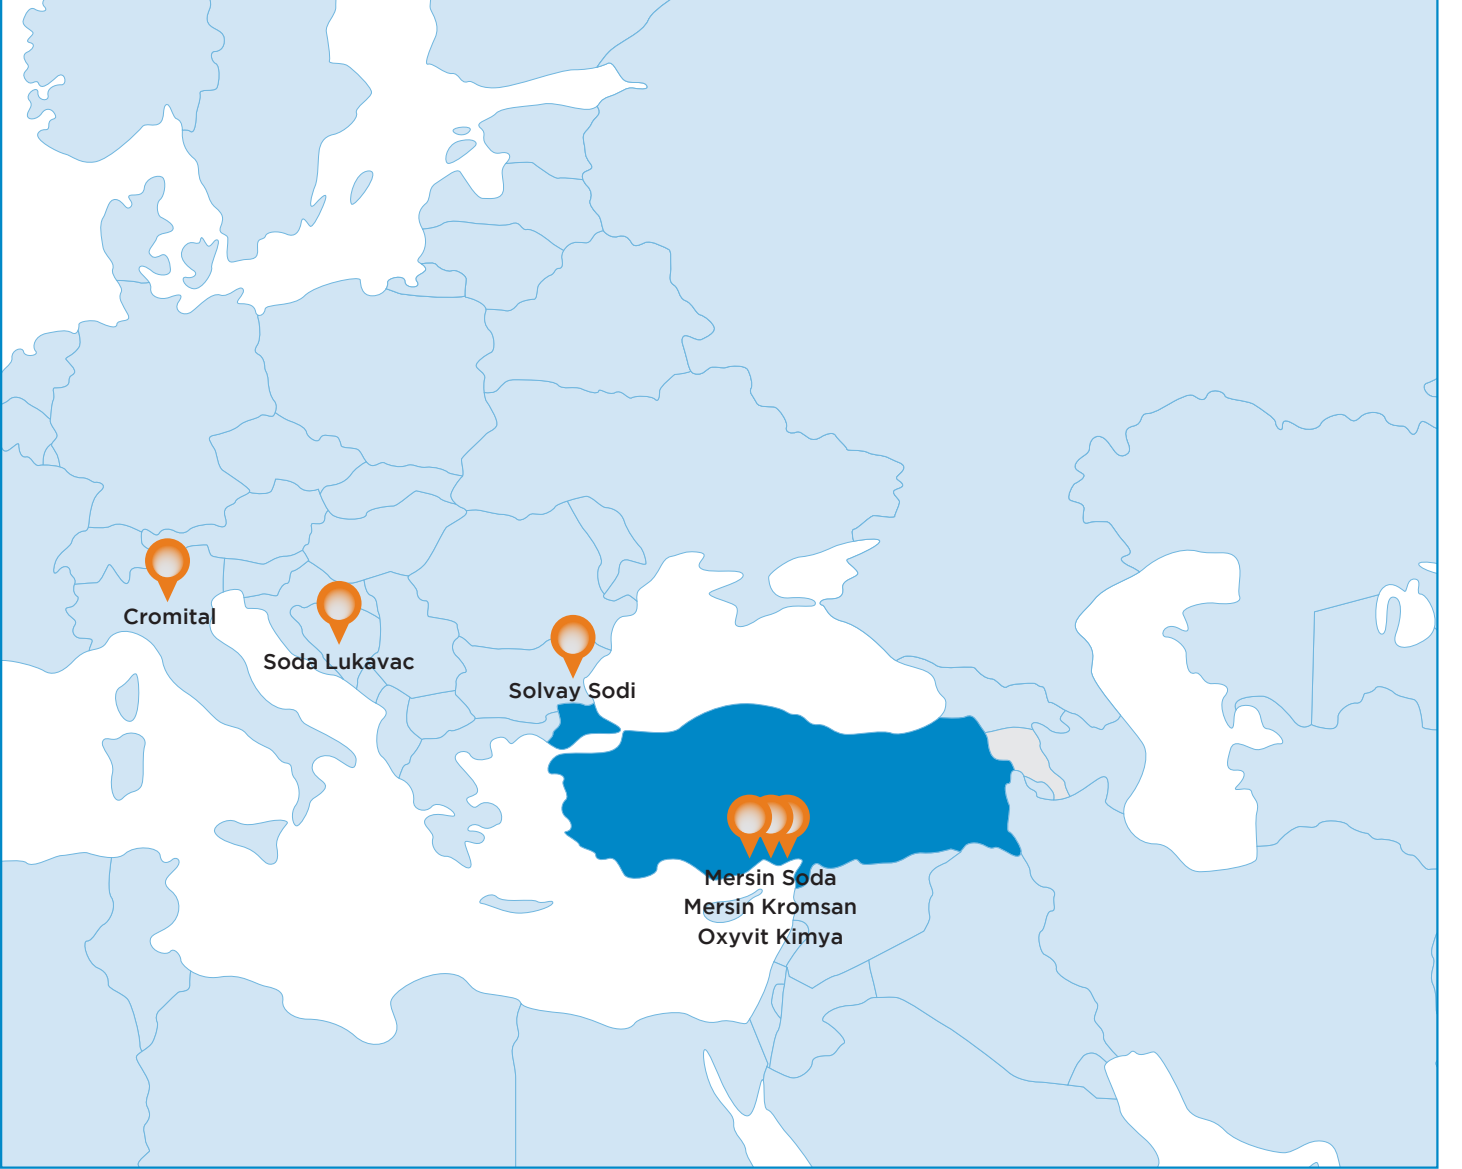 Cromital
Soda Lukavac
Solvay Sodi
Mersin Soda
Mersin Kromsan
Oxyvit Kimya